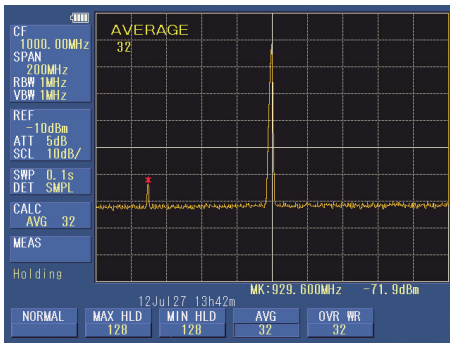 CF
1000. 00MHz
SPAN
200MHz
RBW 1MHz
VBW 1MHz
REF
-10dBm
ATT 5dB
SCL 10dB/
SWP 0. 1s
DET SMPL
CALC
AVG 32
MEAS
Holding
AVERAGE
32
MK:929. 600MHz -71. 9dBm
12Jul27 13h42m
NORMAL
MAX HLD
128
MIN HLD
128
AVG
32
OVR WR
32